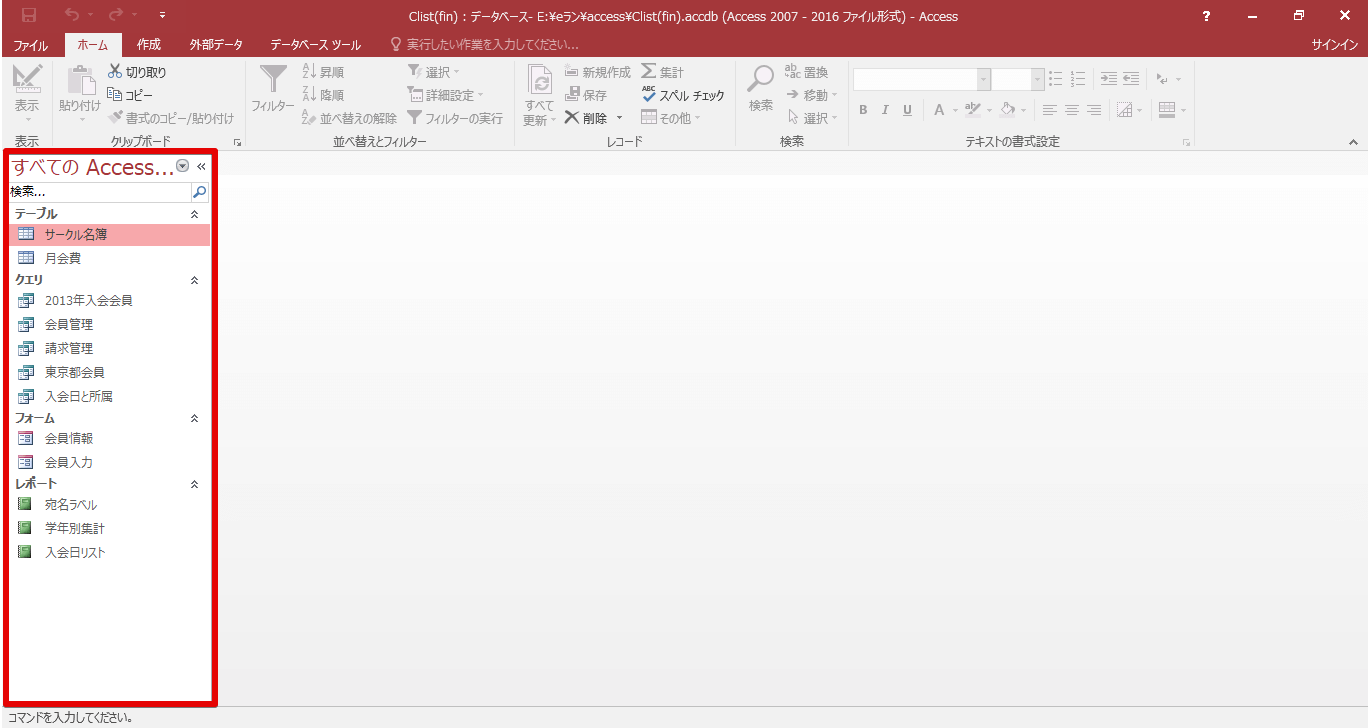 Clist(fin) : データベース- E:¥eラン¥access¥Clist(fin).accdb (Access 2007 - 2016 ファイル形式) - Access
?
ファイル ホーム 作成 外部データ データベース ツール 実行したい作業を入力してください... サインイン
切り取り 昇順 選択 新規作成 集計 置換
コピー 降順 詳細設定 保存 スペル チェック 移動
表示 貼り付け フィルター すべて 検索
更新
書式のコピー/貼り付け 並べ替えの解除 フィルターの実行 削除 その他 選択
B I U A
表示 クリップボード 並べ替えとフィルター レコード 検索 テキストの書式設定
すべての Access... «
検索...
テーブル
サークル名簿
月会費
クエリ
2013年入会会員
会員管理
請求管理
東京都会員
入会日と所属
フォーム
会員情報
会員入力
レポート
宛名ラベル
学年別集計
入会日リスト
コマンドを入力してください。